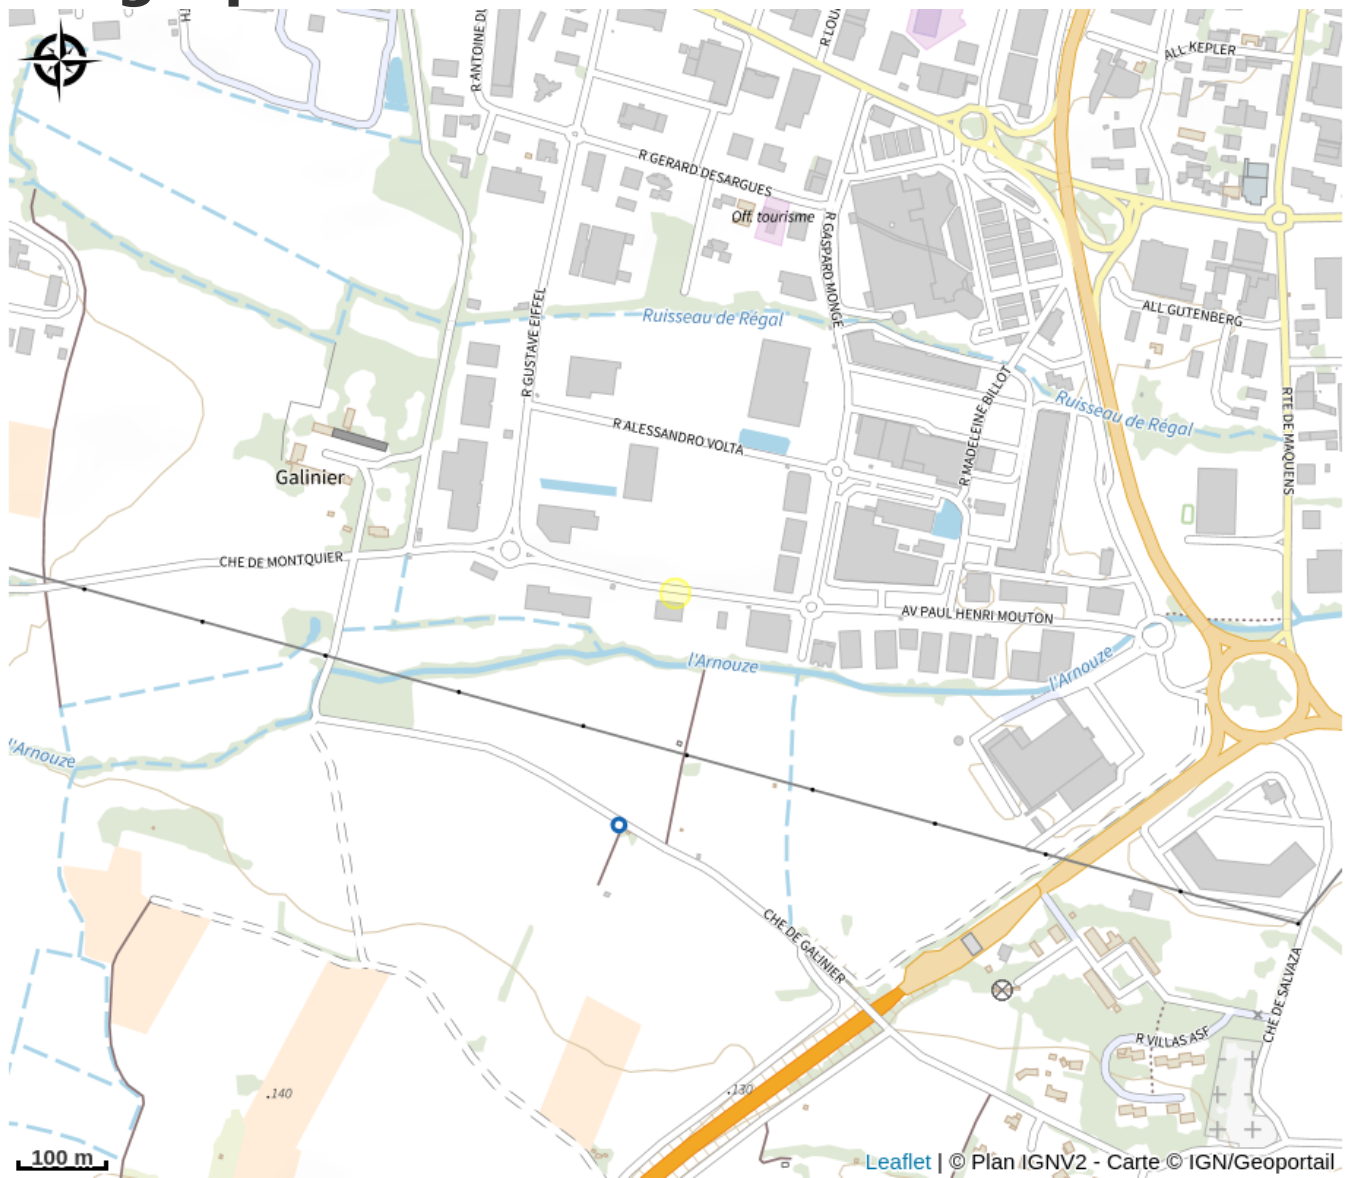 R ANTOINE DU
R LOU
ALL KEPLER
R GERARD DESARGUES
Off. tourisme
R GASPARD MONGE
R GUSTAVE EIFFEL
Ruisseau de Régal
ALL GUTENBERG
R MADELEINE BILLOT
Ruisseau de Régal
RTE DE MAQUENS
R ALESSANDRO VOLTA
Galinier
CHE DE MONTQUIER
AV PAUL HENRI MOUTON
l'Arnouze
l'Arnouze
l'Arnouze
CHE DE GALINIER
CHE DE SALVAZA
R VILLAS ASF
.140
.130
100 m
Leaflet | © Plan IGNV2 - Carte © IGN/Geoportail